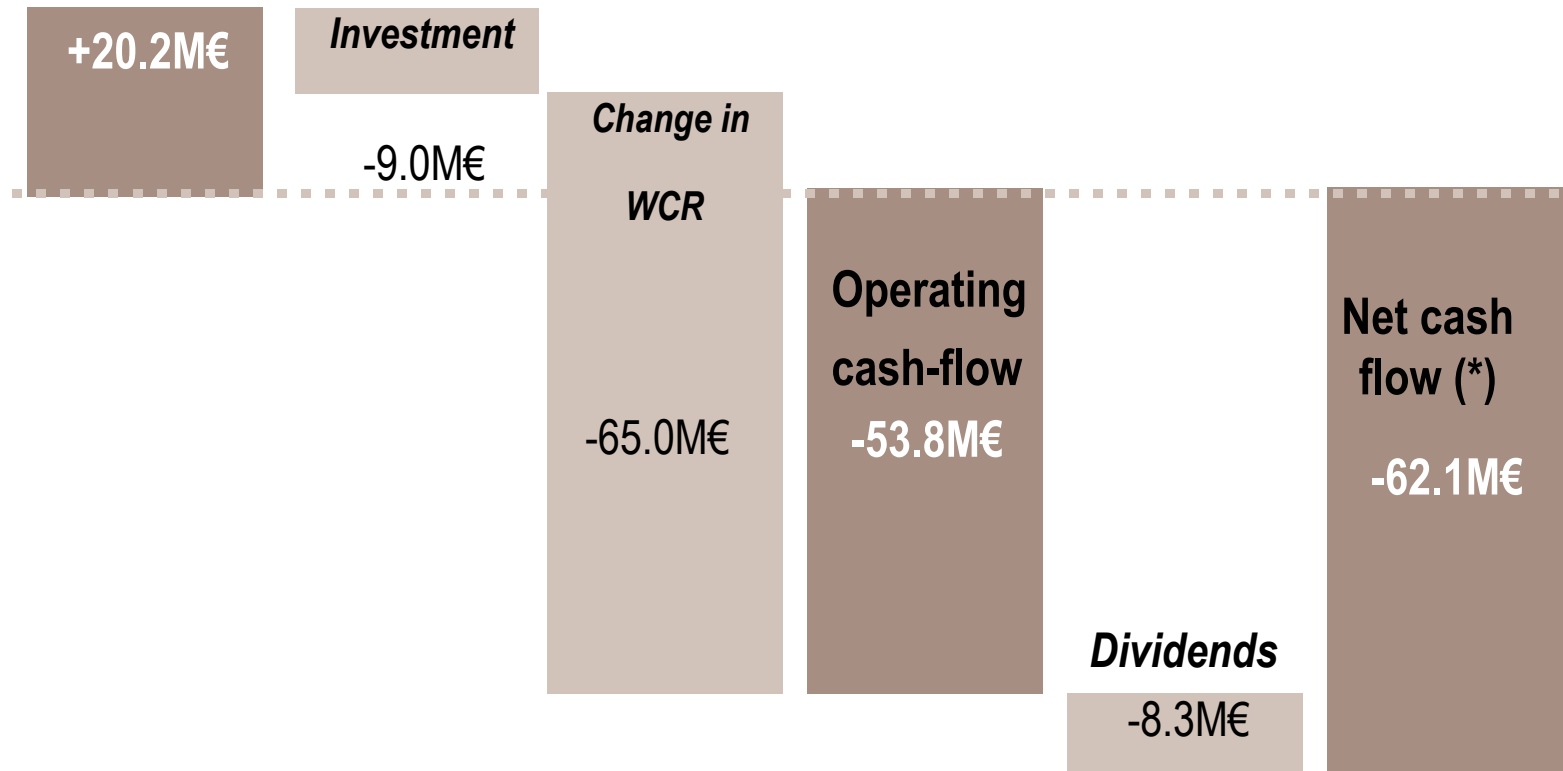 +20.2M€
Investment
-9.0M€
Change in
WCR
-65.0M€
Operating
cash-flow
-53.8M€
Dividends
-8.3M€
Net cash
flow (*)
-62.1M€